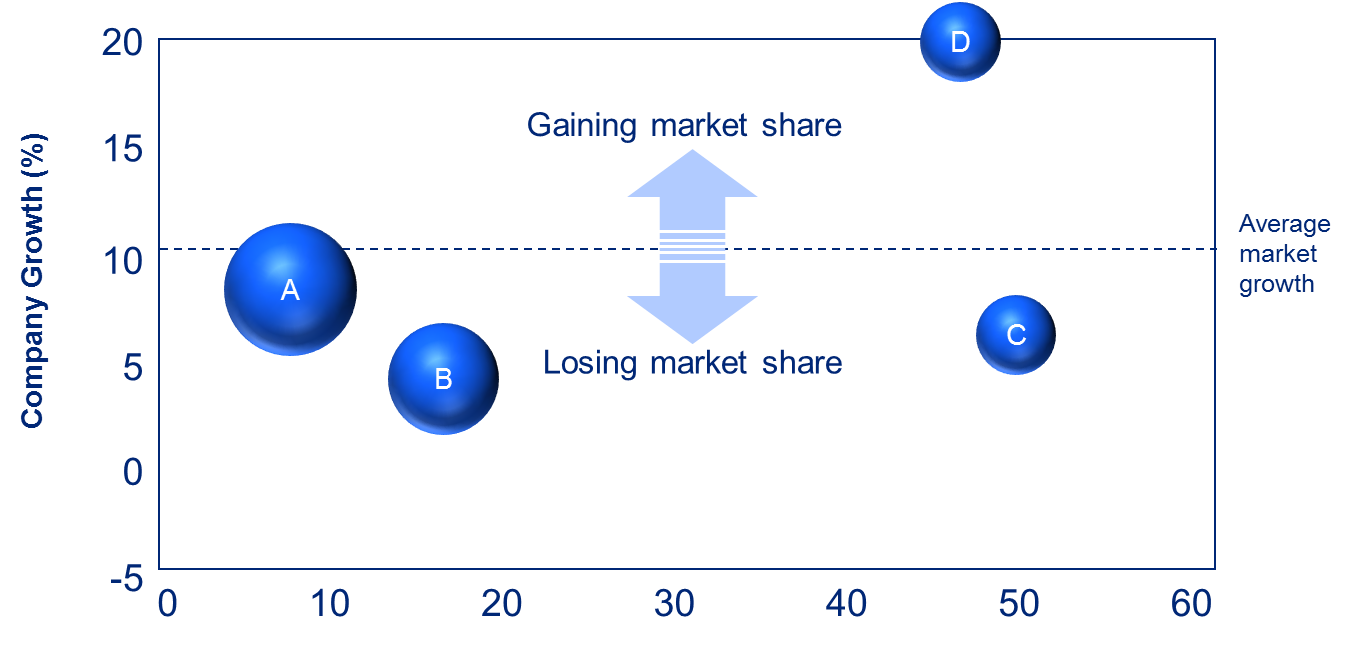 20
D
Gaining market share
15
Average
market
growth
10
Company Growth (%)
A
C
Losing market share
5
B
0
-5
0 10 20 30 40 50 60